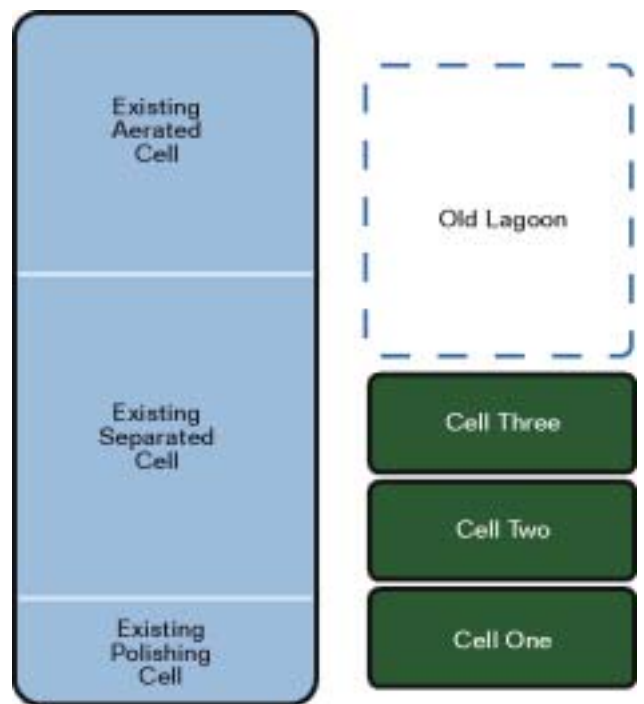 Existing
Aerated
Cell
Existing
Separated
Cell
Existing
Polishing
Cell
Old Lagoon
Cell Three
Cell Two
Cell One